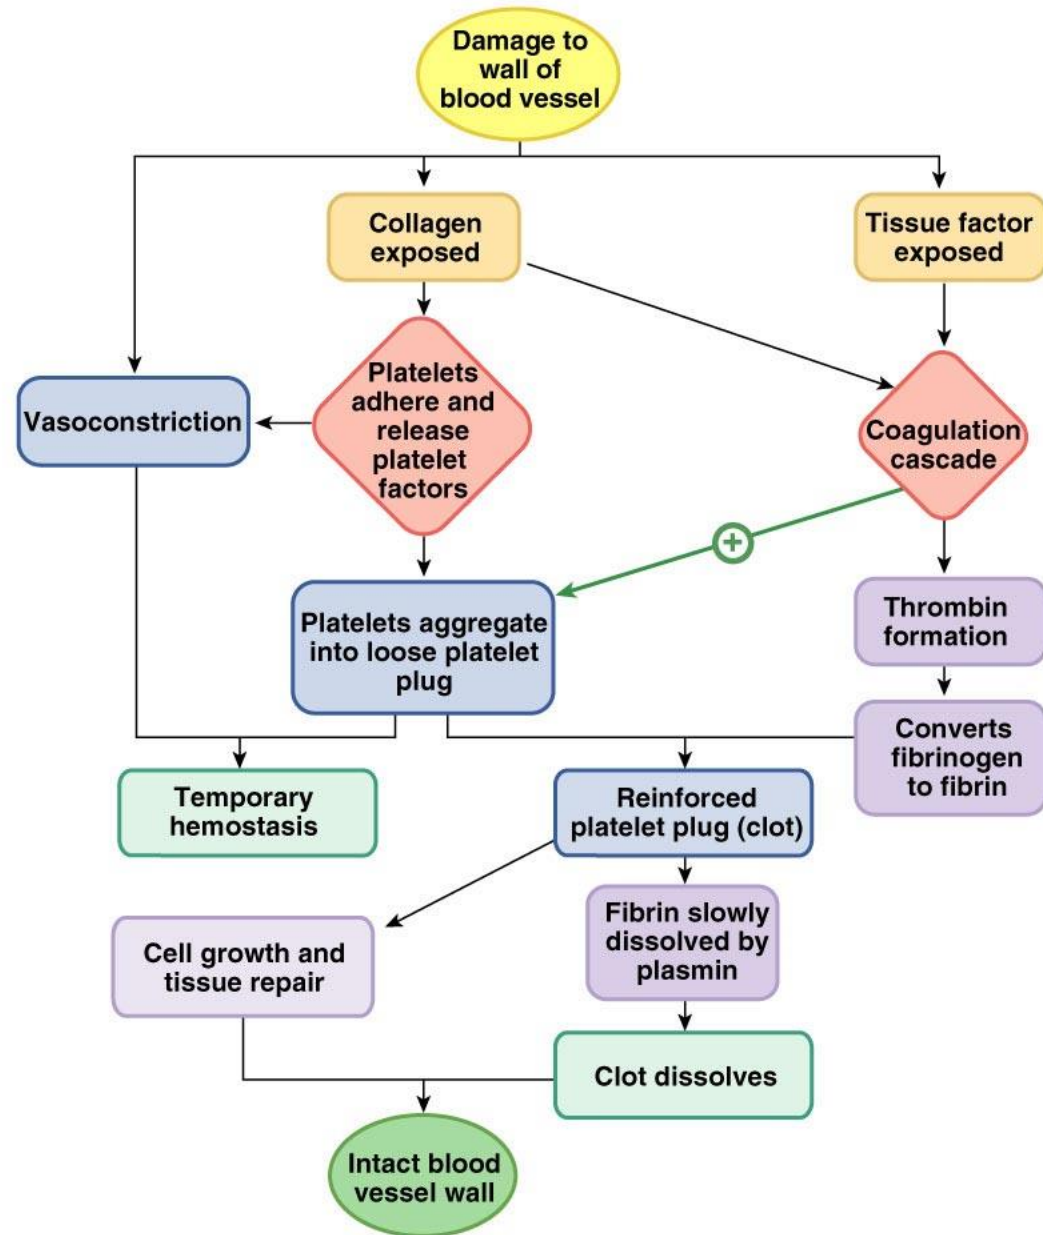 Damage to
wall of
blood vessel
Collagen
exposed
Tissue factor
exposed
Vasoconstriction
Platelets
adhere and
release
platelet
factors
Coagulation
cascade
+
Platelets aggregate
into loose platelet
plug
Thrombin
formation
Converts
fibrinogen
to fibrin
Temporary
hemostasis
Reinforced
platelet plug (clot)
Cell growth and
tissue repair
Fibrin slowly
dissolved by
plasmin
Clot dissolves
Intact blood
vessel wall